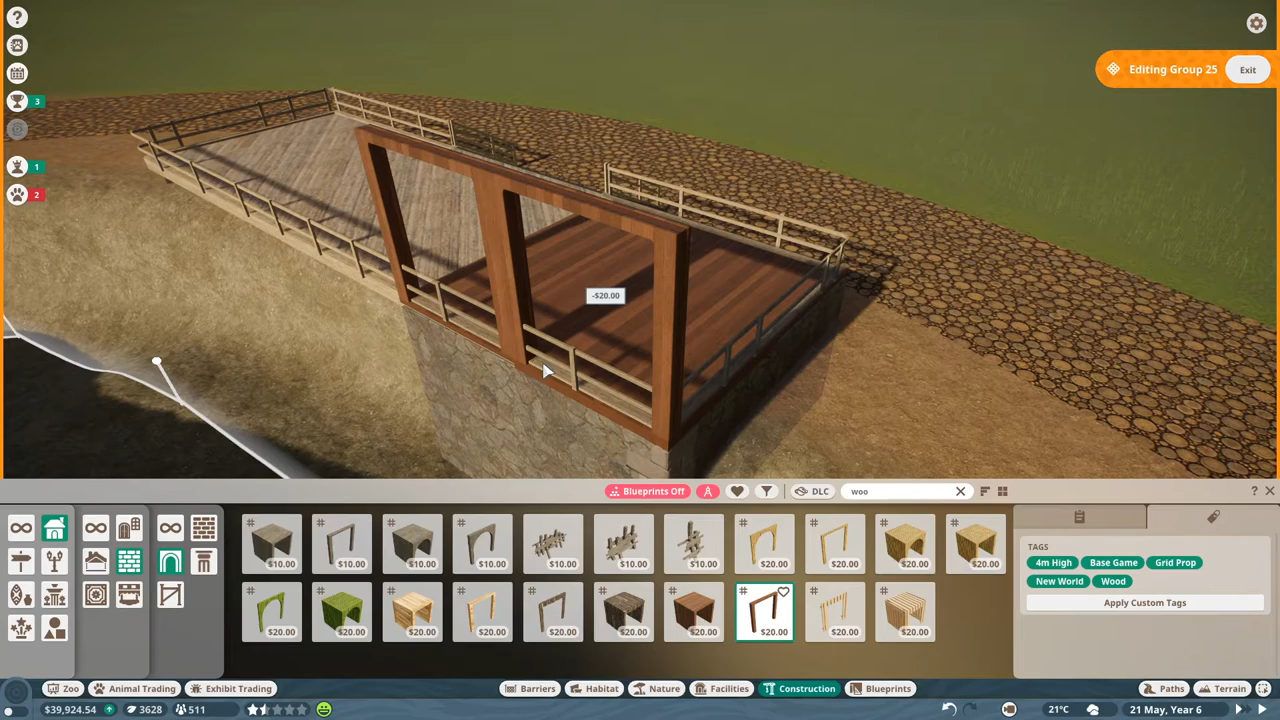 ?
Editing Group 25
Exit
3
1
2
-$20.00
Blueprints Off
DLC
woo
?
$10.00
$10.00
$10.00
$10.00
$10.00
$10.00
$10.00
$20.00
$20.00
$20.00
$20.00
$20.00
$20.00
$20.00
$20.00
$20.00
$20.00
$20.00
$20.00
$20.00
$20.00
TAGS
4m High
Base Game
Grid Prop
New World
Wood
Apply Custom Tags
Zoo
Animal Trading
Exhibit Trading
Barriers
Habitat
Nature
Facilities
Construction
Blueprints
Paths
Terrain
$39,924.54
3628
511
21°C
21 May, Year 6